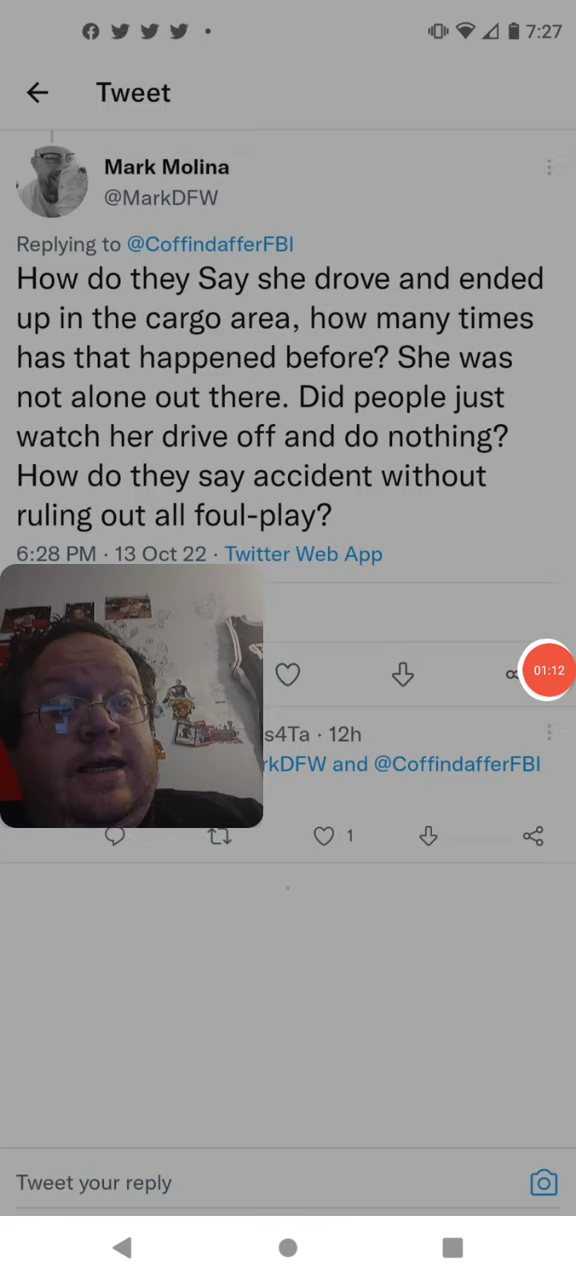 7:27
Tweet
Mark Molina
@MarkDFW
Replying to @CoffindafferFBI
How do they Say she drove and ended
up in the cargo area, how many times
has that happened before? She was
not alone out there. Did people just
watch her drive off and do nothing?
How do they say accident without
ruling out all foul-play?
6:28 PM · 13 Oct 22 · Twitter Web App
01:12
s4Ta · 12h
rkDFW and @CoffindafferFBI
1
Tweet your reply